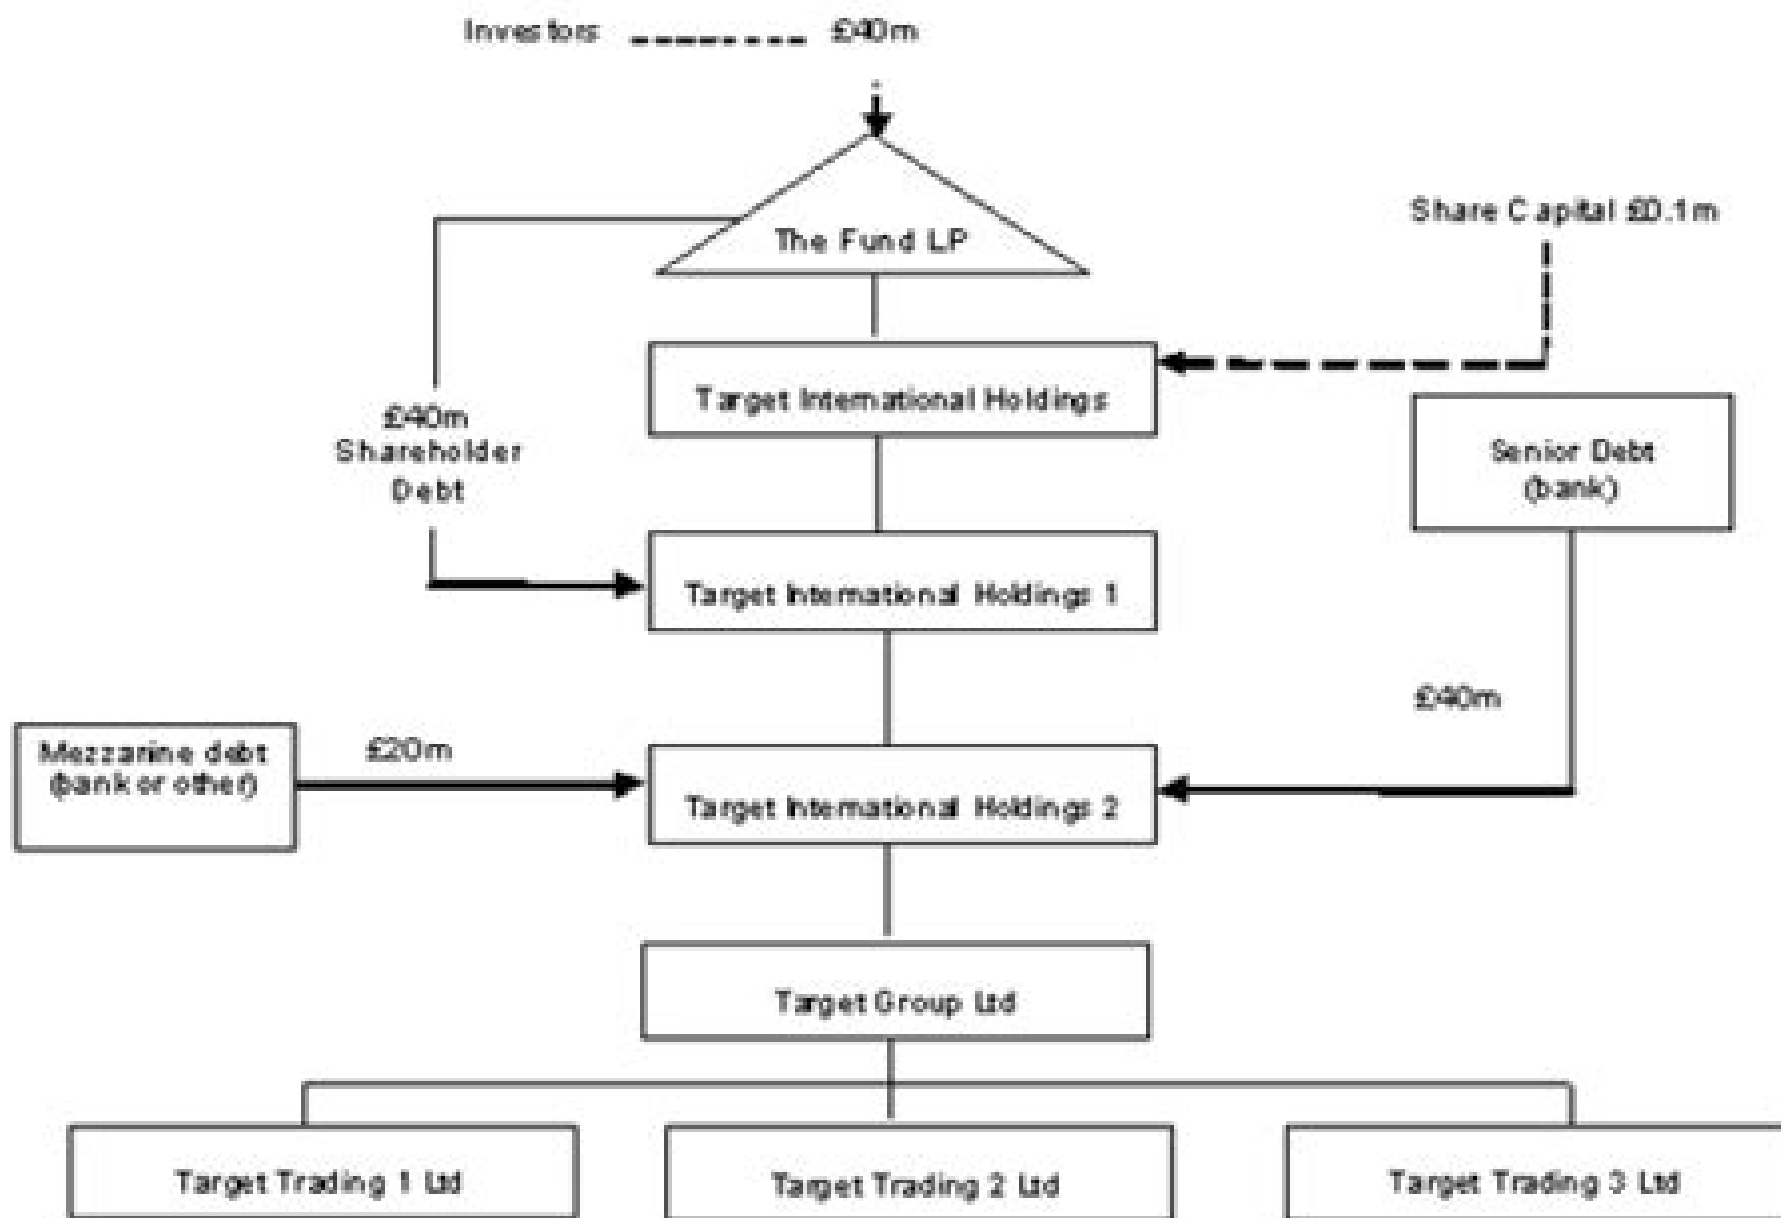 Investors
£40m
The Fund LP
Share Capital £0.1m
Target International Holdings
£40m
Shareholder
Debt
Senior Debt
(bank)
Target International Holdings 1
£40m
Mezzanine debt
(bank or other)
£20m
Target International Holdings 2
Target Group Ltd
Target Trading 1 Ltd
Target Trading 2 Ltd
Target Trading 3 Ltd